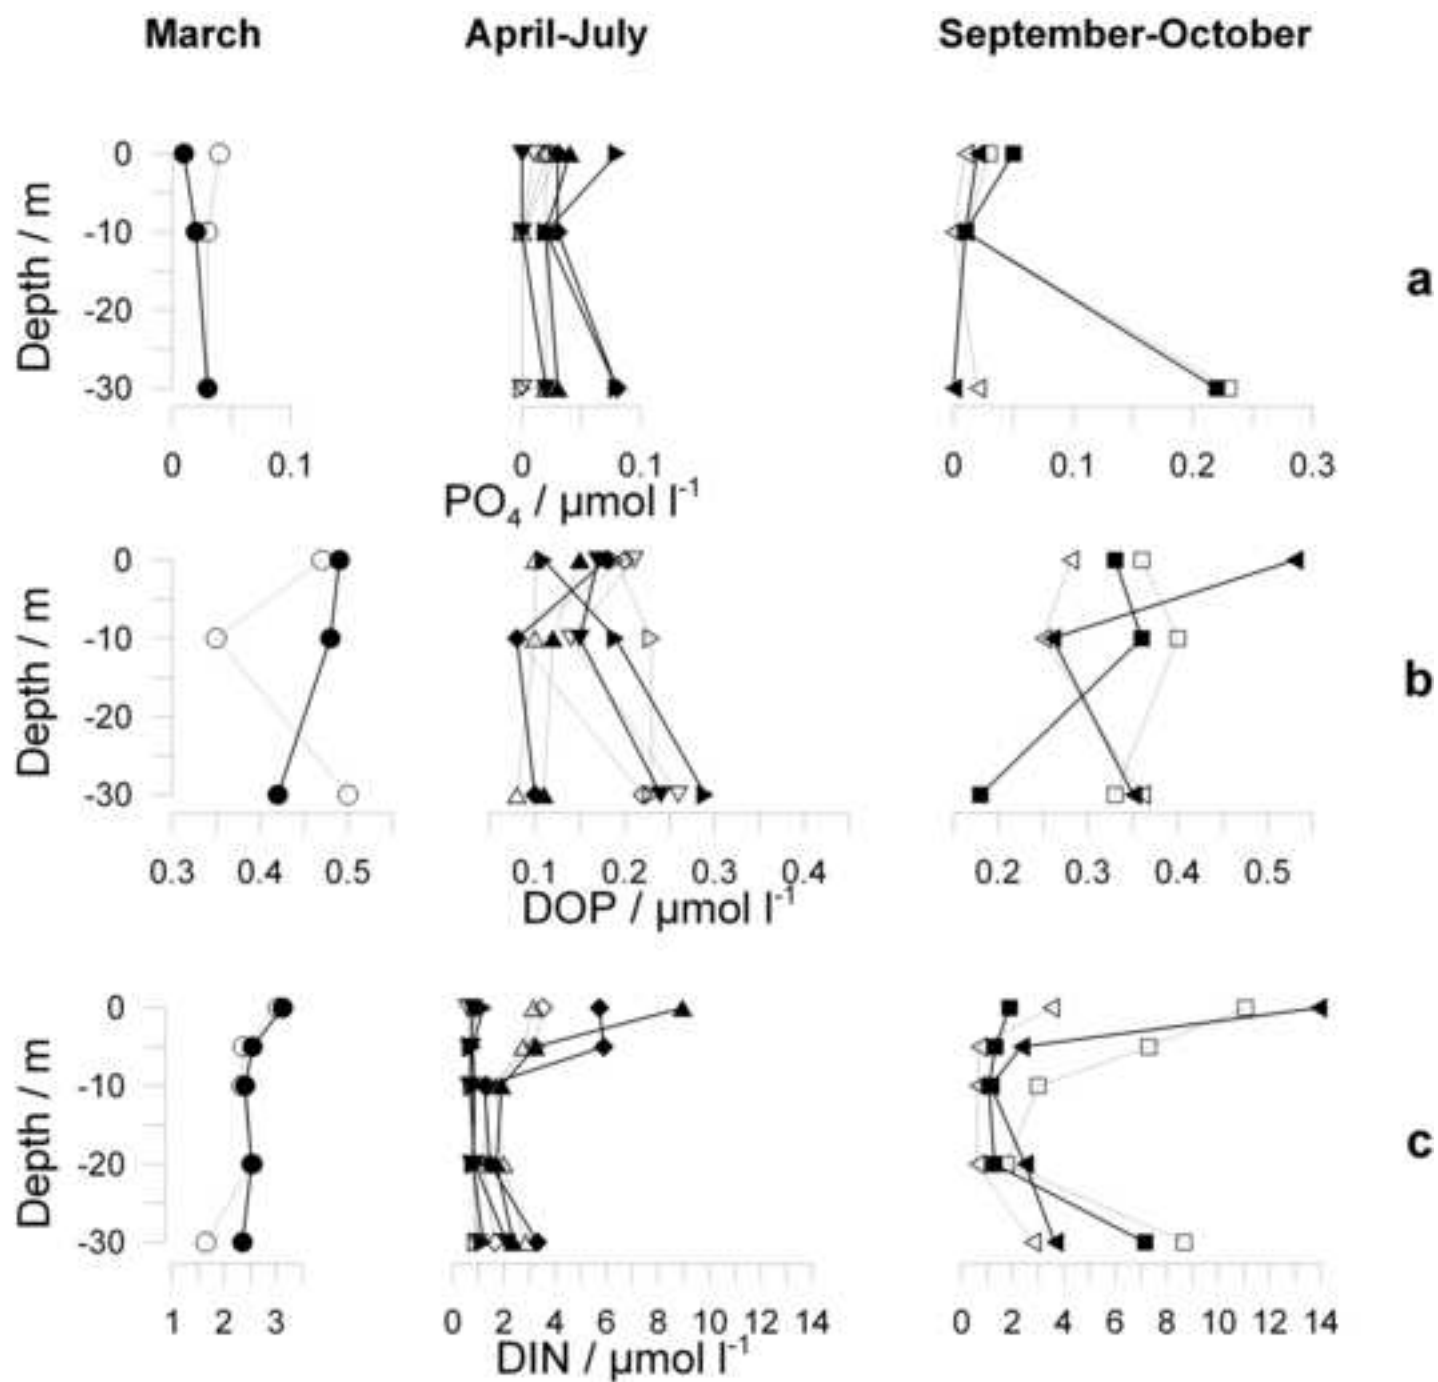 March April-July September-October
0
-10
-20
-30
Depth / m
a
0 0.1 0 0.1 0 0.1 0.2 0.3
PO₄ / µmol l⁻¹
0
-10
-20
-30
Depth / m
b
0.3 0.4 0.5 0.1 0.2 0.3 0.4 0.2 0.3 0.4 0.5
DOP / µmol l⁻¹
0
-10
-20
-30
Depth / m
c
1 2 3 0 2 4 6 8 10 12 14 0 2 4 6 8 10 12 14
DIN / µmol l⁻¹